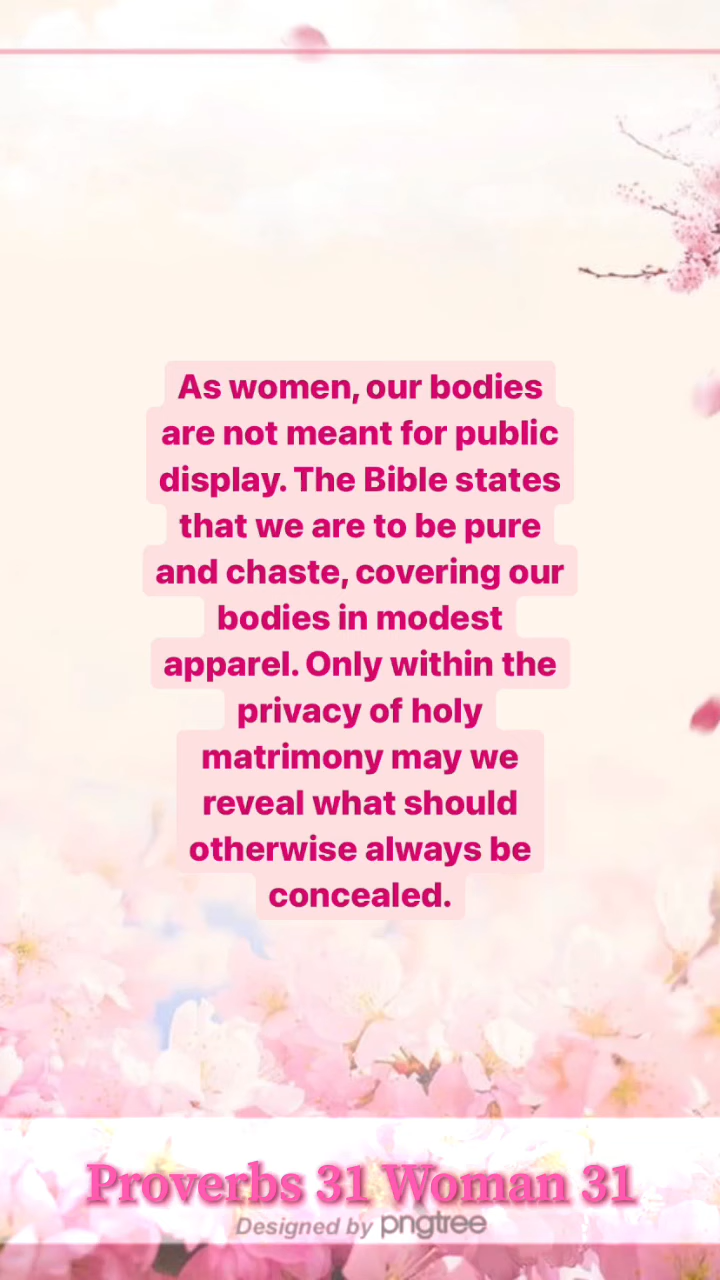 As women, our bodies
are not meant for public
display. The Bible states
that we are to be pure
and chaste, covering our
bodies in modest
apparel. Only within the
privacy of holy
matrimony may we
reveal what should
otherwise always be
concealed.
Proverbs 31 Woman 31
Designed by pngtree